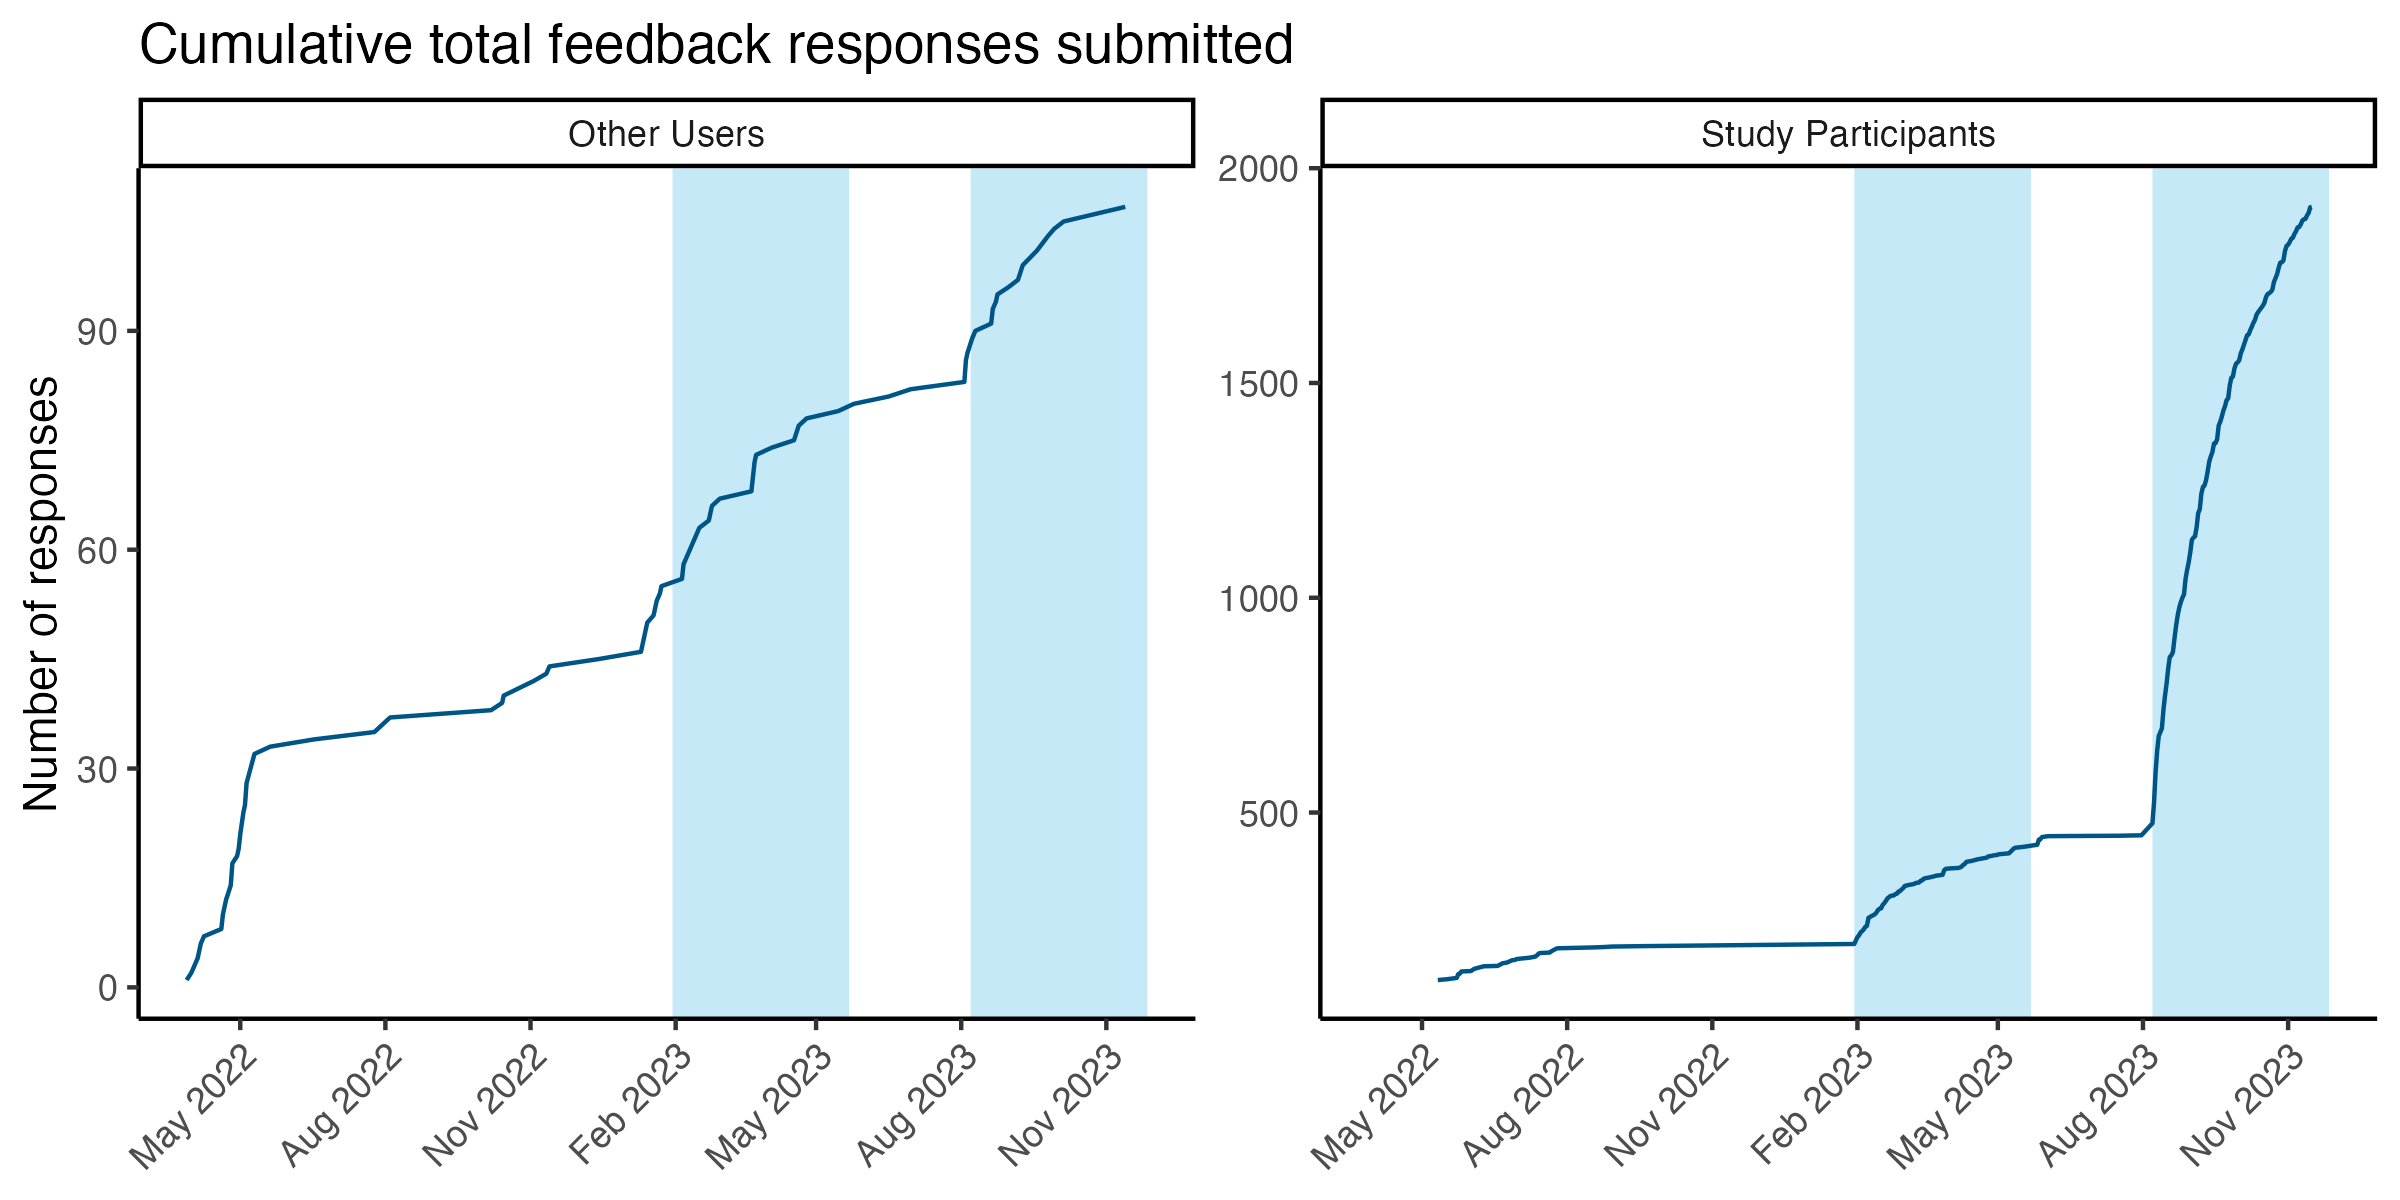 Cumulative total feedback responses submitted
Other Users
Study Participants
Number of responses
90
60
30
0
May 2022
Aug 2022
Nov 2022
Feb 2023
May 2023
Aug 2023
Nov 2023
2000
1500
1000
500
May 2022
Aug 2022
Nov 2022
Feb 2023
May 2023
Aug 2023
Nov 2023